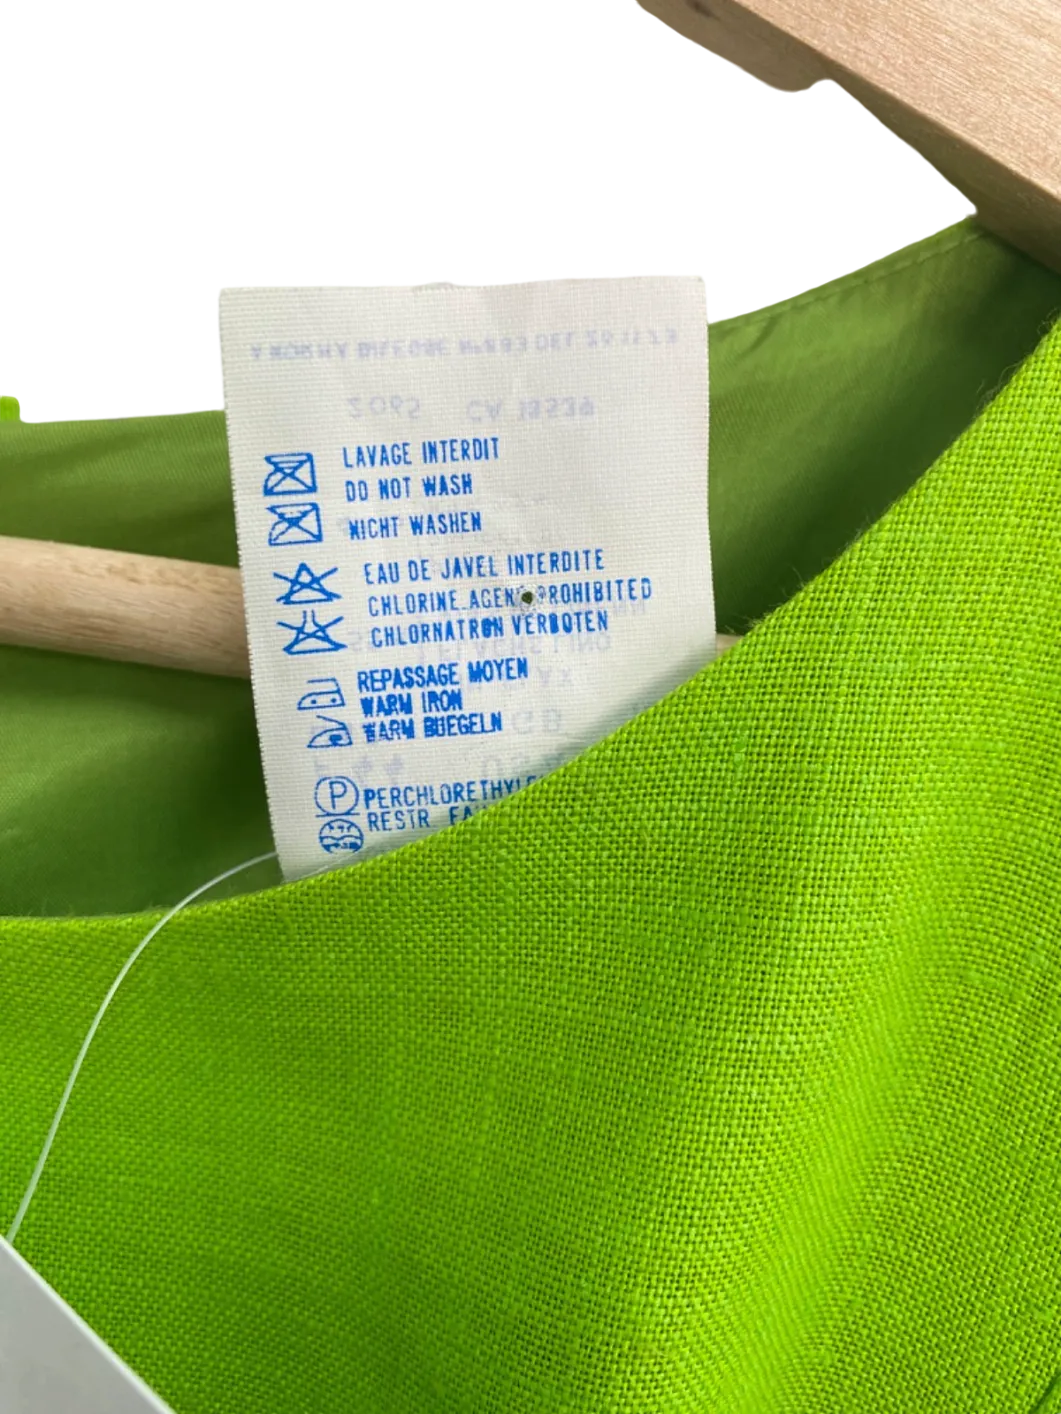 LAVAGE INTERDIT
DO NOT WASH
NICHT WASHEN
EAU DE JAVEL INTERDITE
CHLORINE AGENT PROHIBITED
CHLORNATRON VERBOTEN
REPASSAGE MOYEN
WARM IRON
WARM BUEGELN
P
PERCHLORETHYL
RESTR.